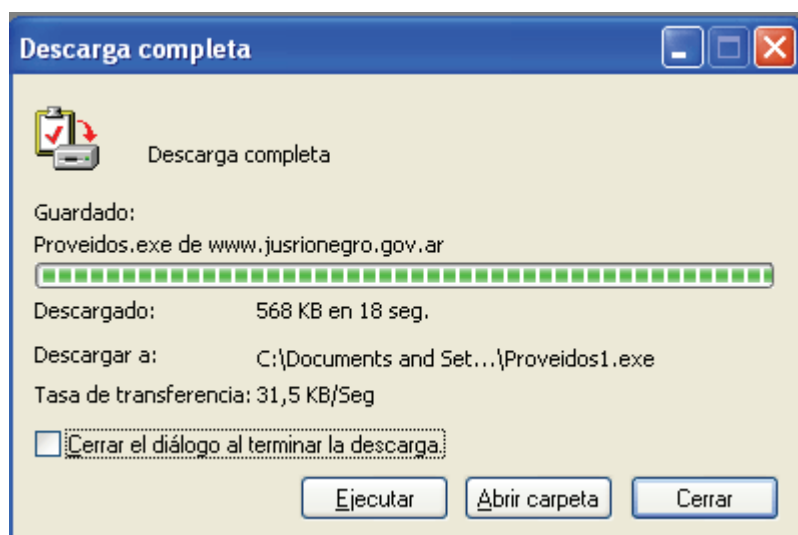 Descarga completa
Descarga completa
Guardado:
Proveidos.exe de www.jusrionegro.gov.ar
Descargado: 568 KB en 18 seg.
Descargar a: C:\Documents and Set...\Proveidos1.exe
Tasa de transferencia: 31,5 KB/Seg
Cerrar el diálogo al terminar la descarga.
Ejecutar Abrir carpeta Cerrar